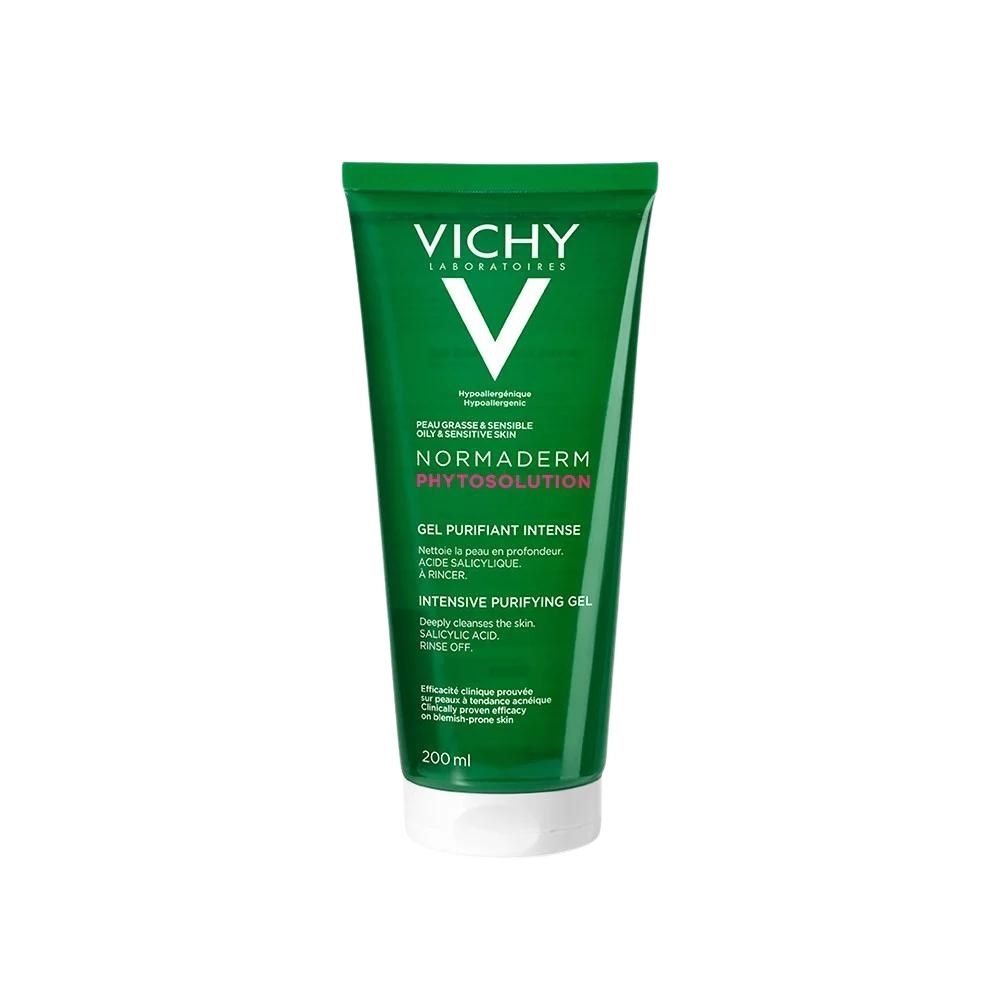 VICHY
LABORATOIRES
V
Hypoallergénique
Hypoallergenic
PEAU GRASSE & SENSIBLE
OILY & SENSITIVE SKIN
NORMADERM
PHYTOSOLUTION
GEL PURIFIANT INTENSE
Nettoie la peau en profondeur.
ACIDE SALICYLIQUE.
À RINCER.
INTENSIVE PURIFYING GEL
Deeply cleanses the skin.
SALICYLIC ACID.
RINSE OFF.
Efficacité clinique prouvée
sur peaux à tendance acnéique
Clinically proven efficacy
on blemish-prone skin
200 ml